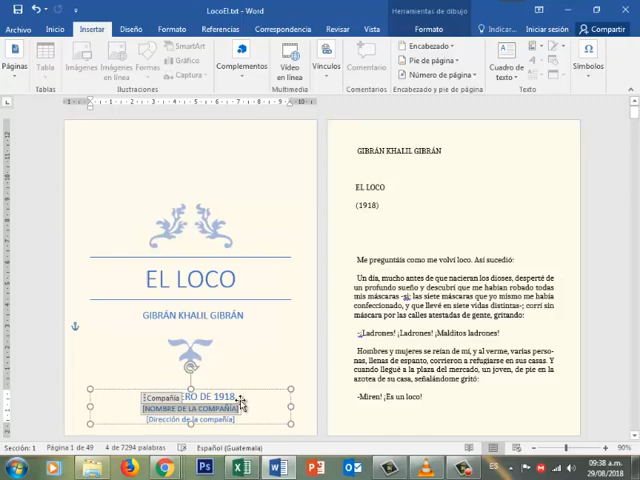 LocoEl.txt - Word
Herramientas de dibujo
Archivo Inicio Insertar Diseño Formato Referencias Correspondencia Revisar Vista Formato Indicar... Iniciar sesión Compartir
Páginas
Tabla
Imágenes
Formas
SmartArt
Gráfico
Captura
Complementos
Vídeo en línea
Vínculos
Comentario
Encabezado
Pie de página
Número de página
Cuadro de texto
Símbolos
Tablas
Ilustraciones
Multimedia
Comentarios
Encabezado y pie de página
Texto
EL LOCO
GIBRÁN KHALIL GIBRÁN
Compañía
ERO DE 1918
[NOMBRE DE LA COMPAÑÍA]
[Dirección de la compañía]
GIBRÁN KHALIL GIBRÁN
EL LOCO
(1918)
Me preguntáis como me volví loco. Así sucedió:
Un día, mucho antes de que nacieran los dioses, desperté de
un profundo sueño y descubrí que me habían robado todas
mis máscaras -sí; las siete máscaras que yo mismo me había
confeccionado, y que llevé en siete vidas distintas-; corrí sin
máscara por las calles atestadas de gente, gritando:
-¡Ladrones! ¡Ladrones! ¡Malditos ladrones!
Hombres y mujeres se reían de mí, y al verme, varias perso-
nas, llenas de espanto, corrieron a refugiarse en sus casas. Y
cuando llegué a la plaza del mercado, un joven, de pie en la
azotea de su casa, señalándome gritó:
-Miren! ¡Es un loco!
Sección: 1 Página 1 de 49 4 de 7294 palabras Español (Guatemala) 90%
ES
09:38 a.m.
29/08/2018